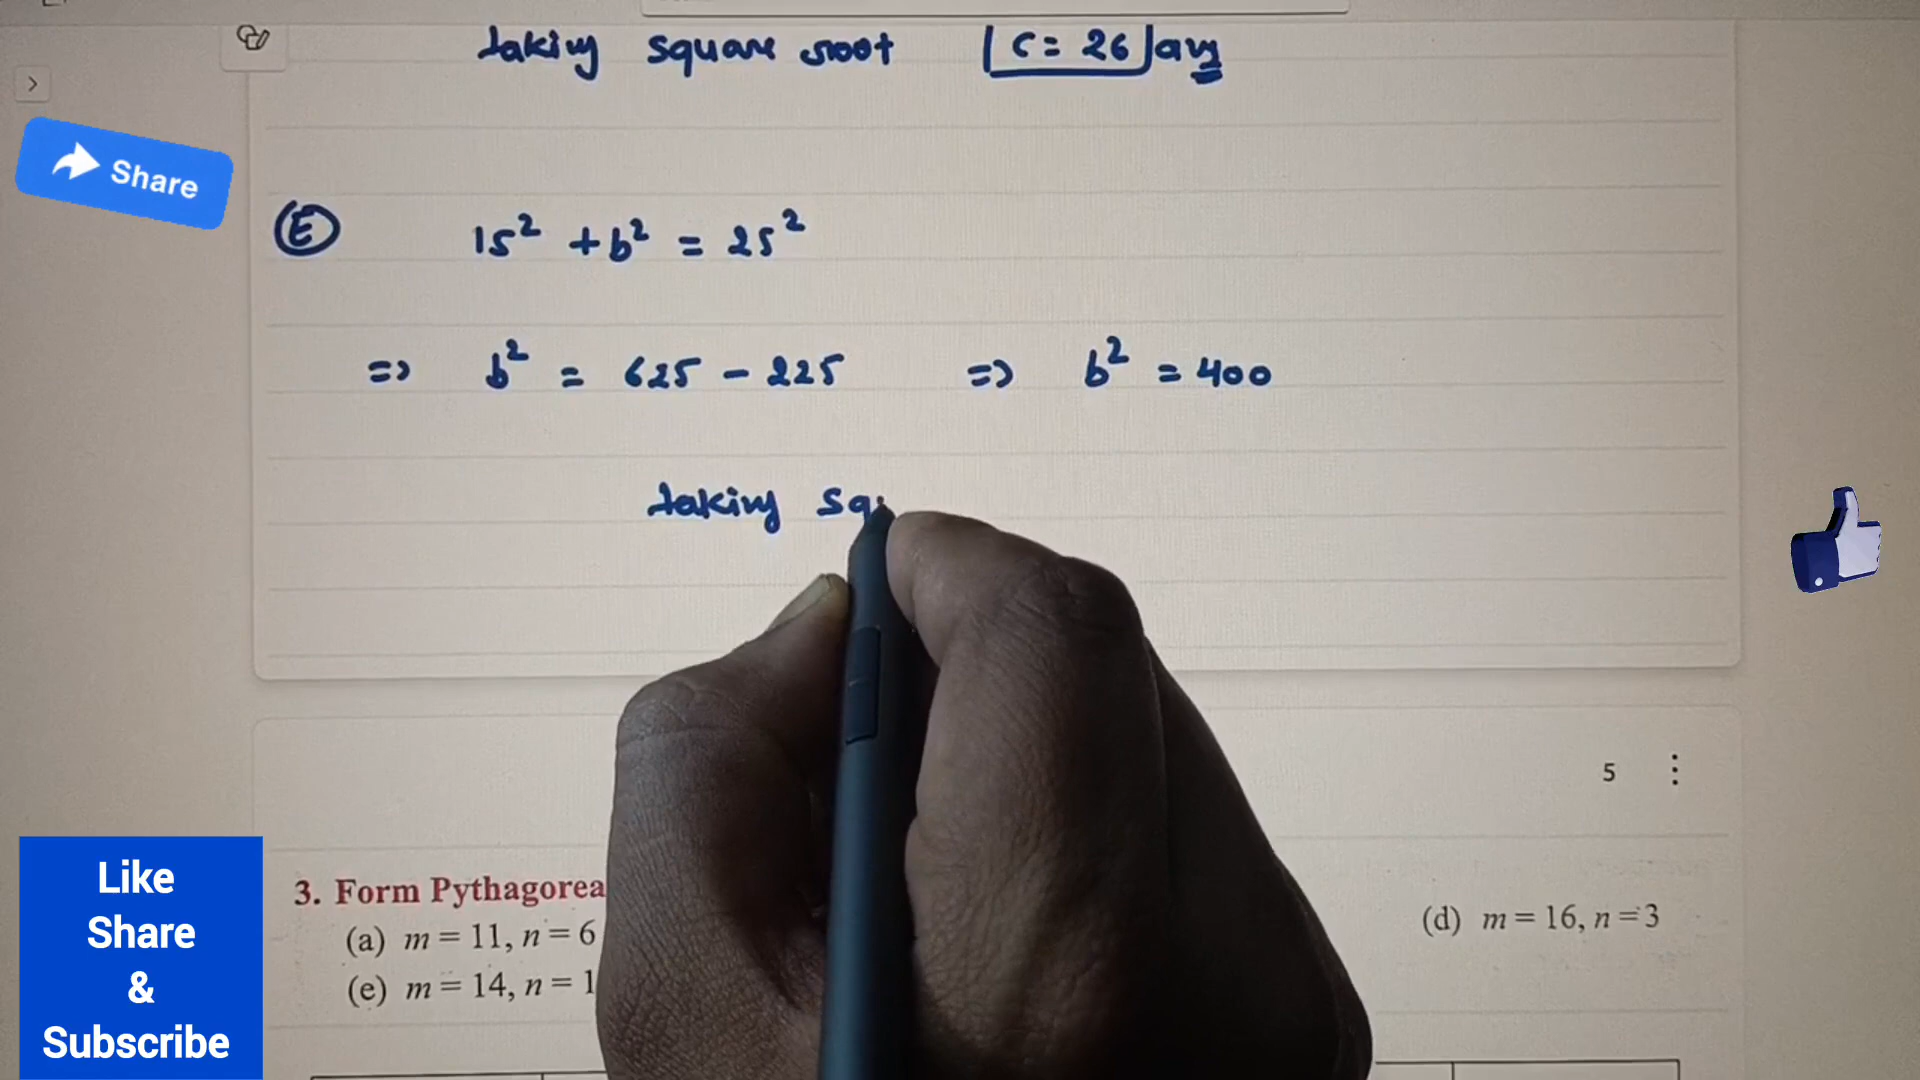 taking square root c = 26 ans
Share
E 15² + b² = 25²
=> b² = 625 - 225 => b² = 400
taking squ
5
3. Form Pythagorea
(a) m = 11, n = 6 (d) m = 16, n = 3
(e) m = 14, n = 1
Like
Share
&
Subscribe